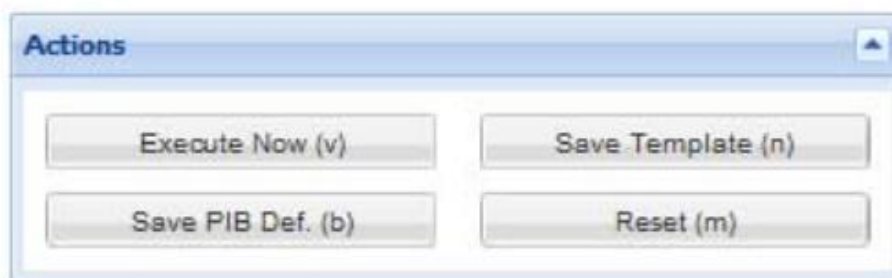 Actions
Execute Now (v) Save Template (n)
Save PIB Def. (b) Reset (m)